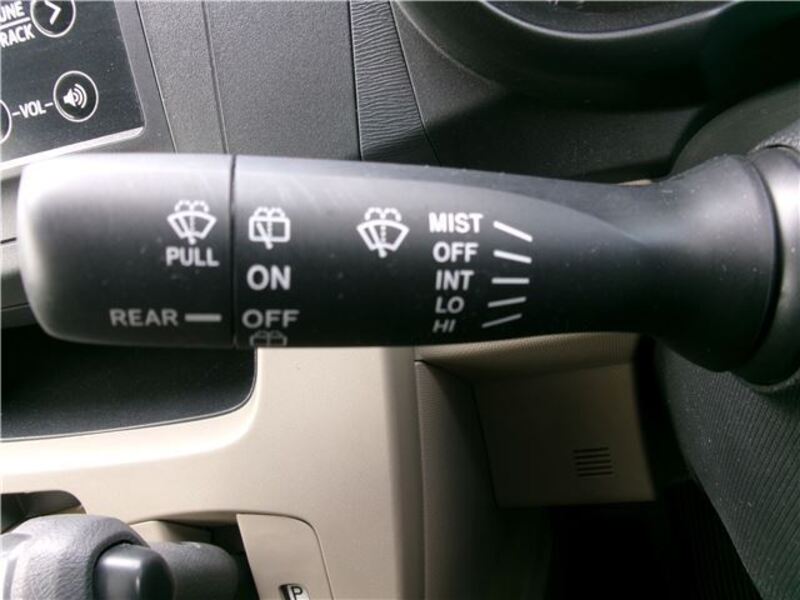 UNE
RACK
-VOL-
PULL
REAR
ON
OFF
MIST
OFF
INT
LO
HI
P